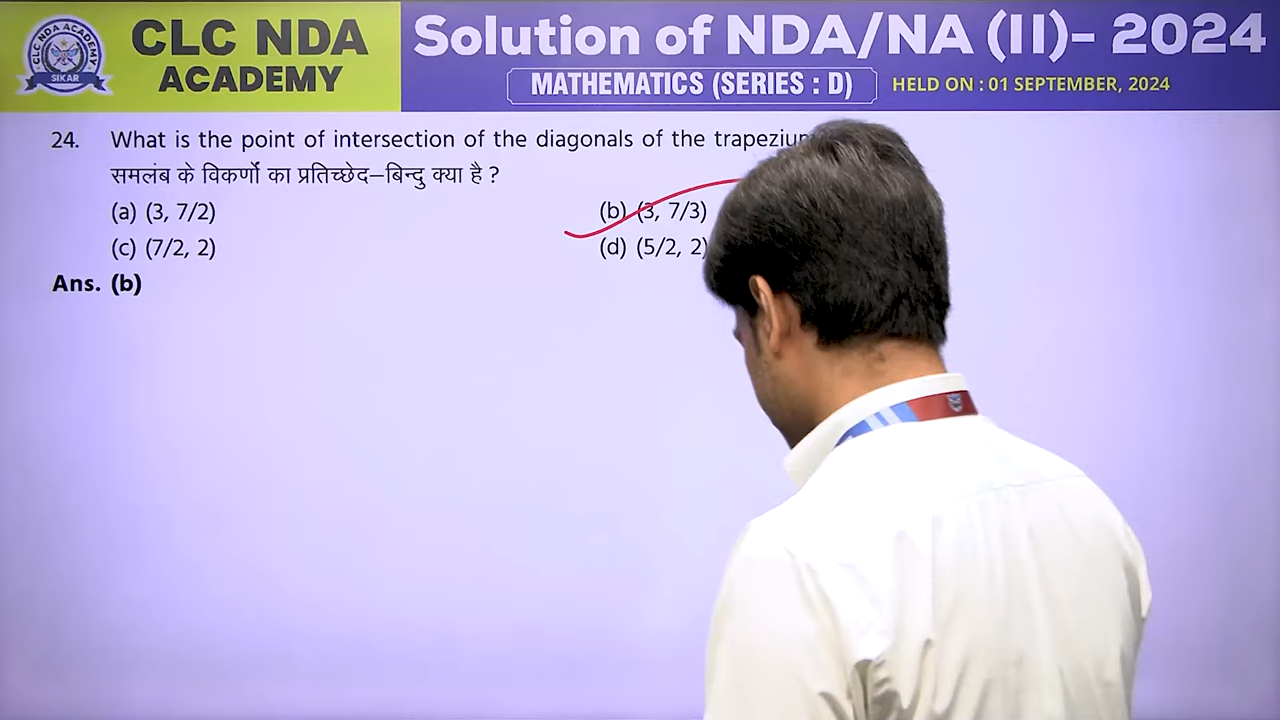 CLC NDA ACADEMY
SIKAR
CLC NDA
ACADEMY
Solution of NDA/NA (II)- 2024
MATHEMATICS (SERIES : D)
HELD ON : 01 SEPTEMBER, 2024
24. What is the point of intersection of the diagonals of the
समलंब के विकर्णों का प्रतिच्छेद–बिन्दु क्या है ?
(a) (3, 7/2) (b) (3, 7/3)
(c) (7/2, 2) (d) (5/2, 2)
Ans. (b)